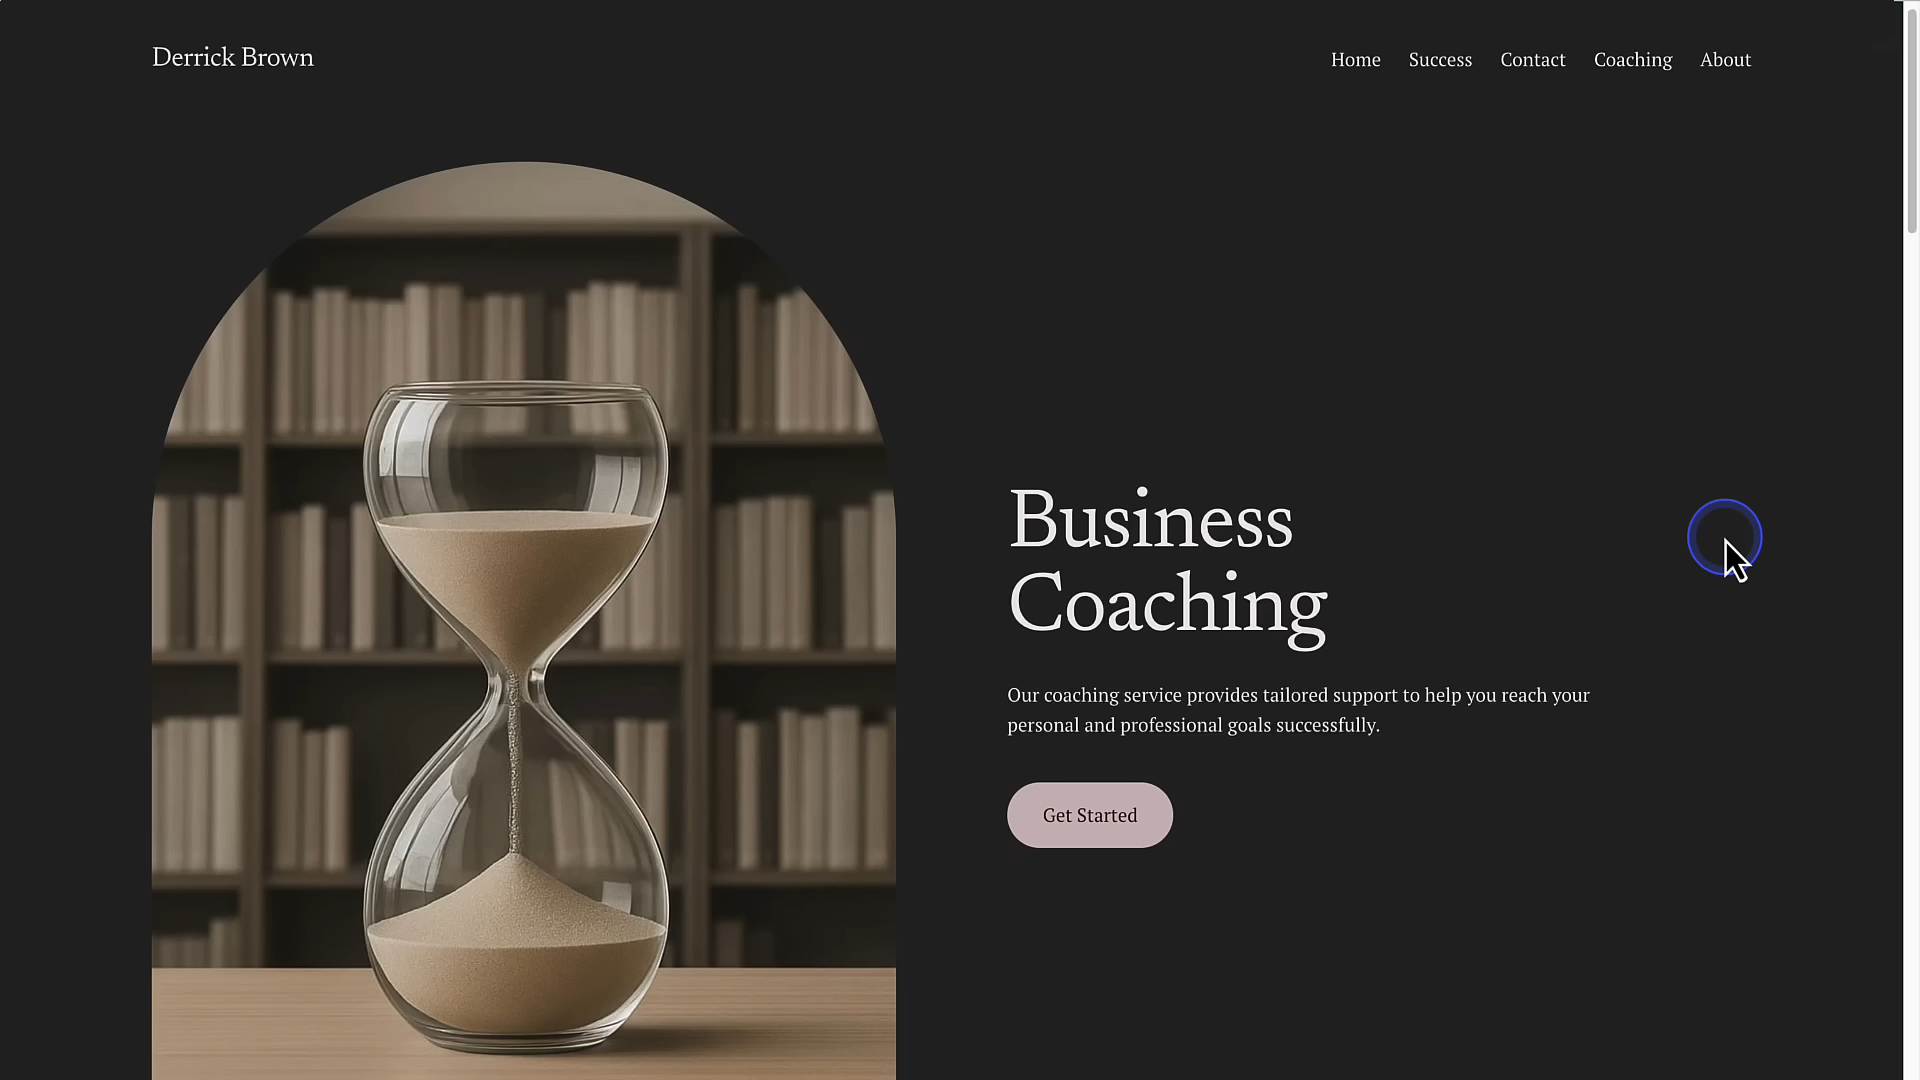 Derrick Brown
Home Success Contact Coaching About
Business
Coaching
Our coaching service provides tailored support to help you reach your
personal and professional goals successfully.
Get Started